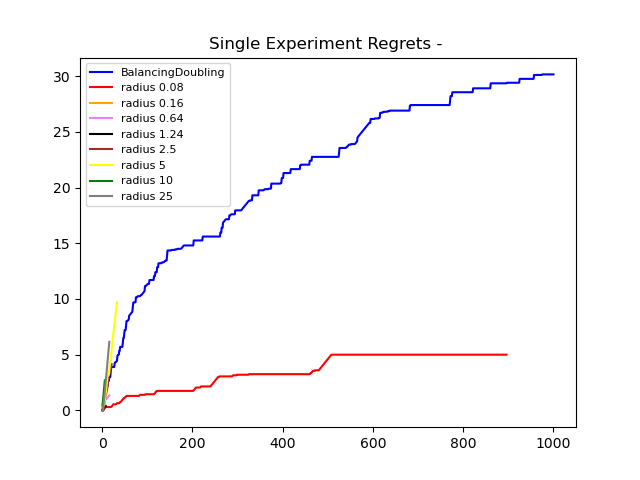 Single Experiment Regrets -
BalancingDoubling
radius 0.08
radius 0.16
radius 0.64
radius 1.24
radius 2.5
radius 5
radius 10
radius 25
30
25
20
15
10
5
0
0 200 400 600 800 1000